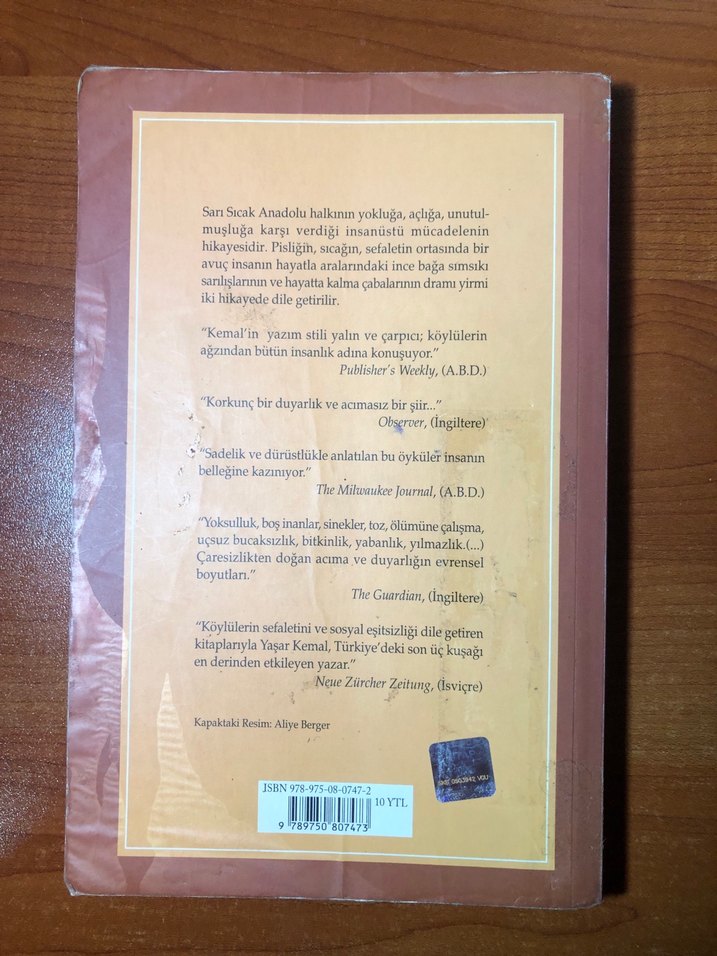 Sarı Sıcak Anadolu halkının yokluğa, açlığa, unutul-
muşluğa karşı verdiği insanüstü mücadelenin
hikayesidir. Pisliğin, sıcağın, sefaletin ortasında bir
avuç insanın hayatla aralarındaki ince bağa sımsıkı
sarılışlarının ve hayatta kalma çabalarının dramı yirmi
iki hikayede dile getirilir.
“Kemal’in yazım stili yalın ve çarpıcı; köylülerin
ağzından bütün insanlık adına konuşuyor.”
Publisher’s Weekly, (A.B.D.)
“Korkunç bir duyarlık ve acımasız bir şiir...”
Observer, (İngiltere)
“Sadelik ve dürüstlükle anlatılan bu öyküler insanın
belleğine kazınıyor.”
The Milwaukee Journal, (A.B.D.)
“Yoksulluk, boş inanlar, sinekler, toz, ölümüne çalışma,
uçsuz bucaksızlık, bitkinlik, yabanlık, yılmazlık.(...)
Çaresizlikten doğan acıma ve duyarlığın evrensel
boyutları.”
The Guardian, (İngiltere)
“Köylülerin sefaletini ve sosyal eşitsizliği dile getiren
kitaplarıyla Yaşar Kemal, Türkiye’deki son üç kuşağı
en derinden etkileyen yazar.”
Neue Zürcher Zeitung, (İsviçre)
Kapaktaki Resim: Aliye Berger
ISBN 978-975-08-0747-2
10 YTL
9 789750 807473